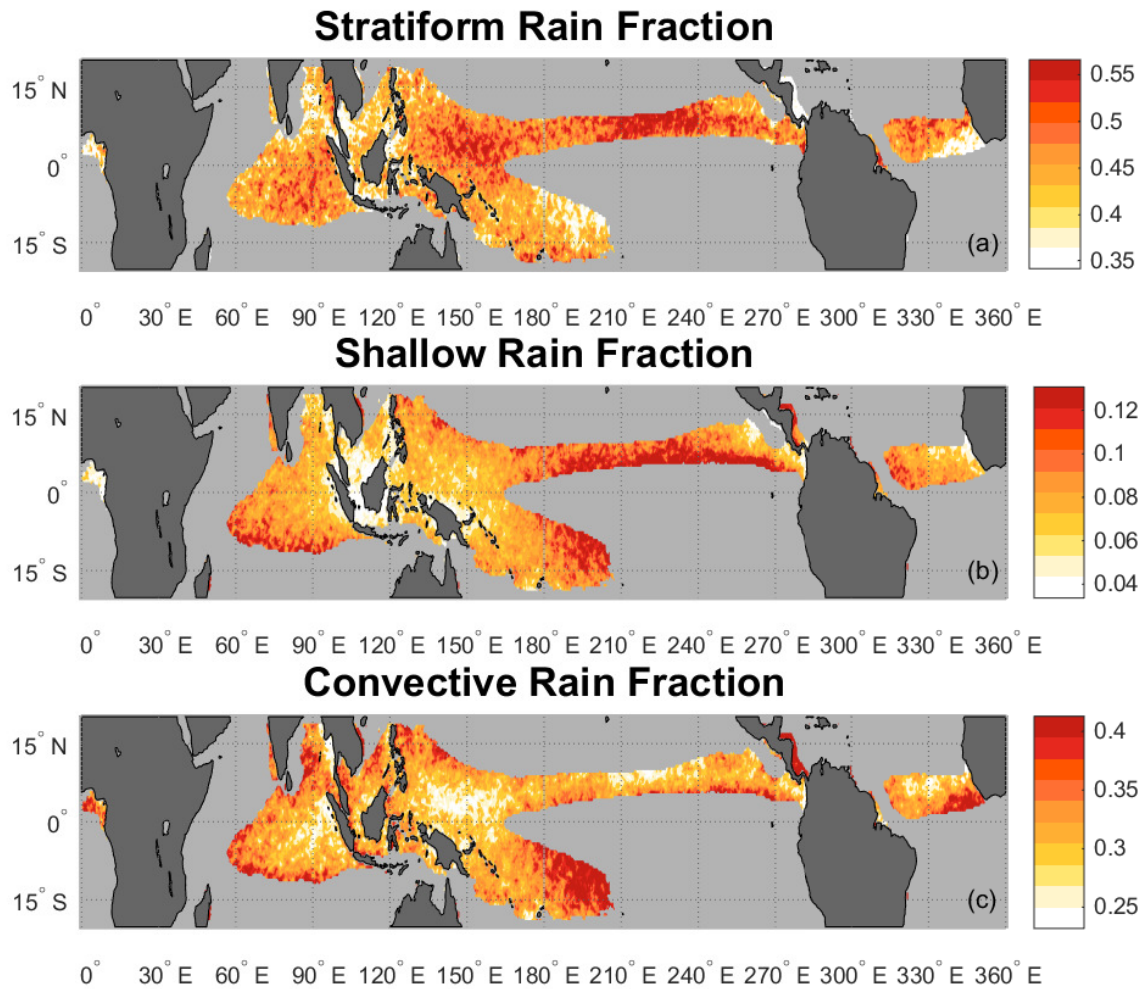 Stratiform Rain Fraction
15° N
0°
15° S
(a)
0.55
0.5
0.45
0.4
0.35
0° 30° E 60° E 90° E 120° E 150° E 180° E 210° E 240° E 270° E 300° E 330° E 360° E
Shallow Rain Fraction
15° N
0°
15° S
(b)
0.12
0.1
0.08
0.06
0.04
0° 30° E 60° E 90° E 120° E 150° E 180° E 210° E 240° E 270° E 300° E 330° E 360° E
Convective Rain Fraction
15° N
0°
15° S
(c)
0.4
0.35
0.3
0.25
0° 30° E 60° E 90° E 120° E 150° E 180° E 210° E 240° E 270° E 300° E 330° E 360° E